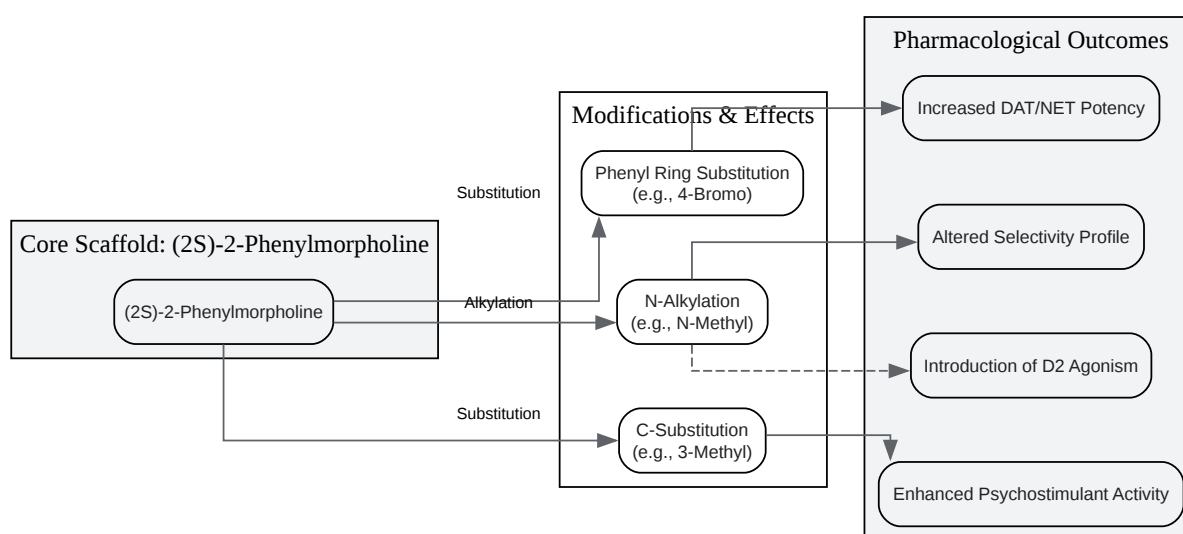 Core Scaffold: (2S)-2-Phenylmorpholine
(2S)-2-Phenylmorpholine
Substitution
Alkylation
Substitution
Modifications & Effects
Phenyl Ring Substitution
(e.g., 4-Bromo)
N-Alkylation
(e.g., N-Methyl)
C-Substitution
(e.g., 3-Methyl)
Pharmacological Outcomes
Increased DAT/NET Potency
Altered Selectivity Profile
Introduction of D2 Agonism
Enhanced Psychostimulant Activity